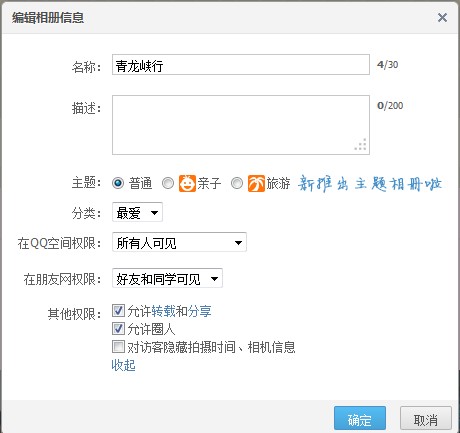 编辑相册信息
名称： 青龙峡行 4/30
描述： 0/200
主题： 普通 亲子 旅游 新推出主题相册啦
分类： 最爱
在QQ空间权限： 所有人可见
在朋友网权限： 好友和同学可见
其他权限： 允许转载和分享
允许圈人
对访客隐藏拍摄时间、相机信息
收起
确定 取消